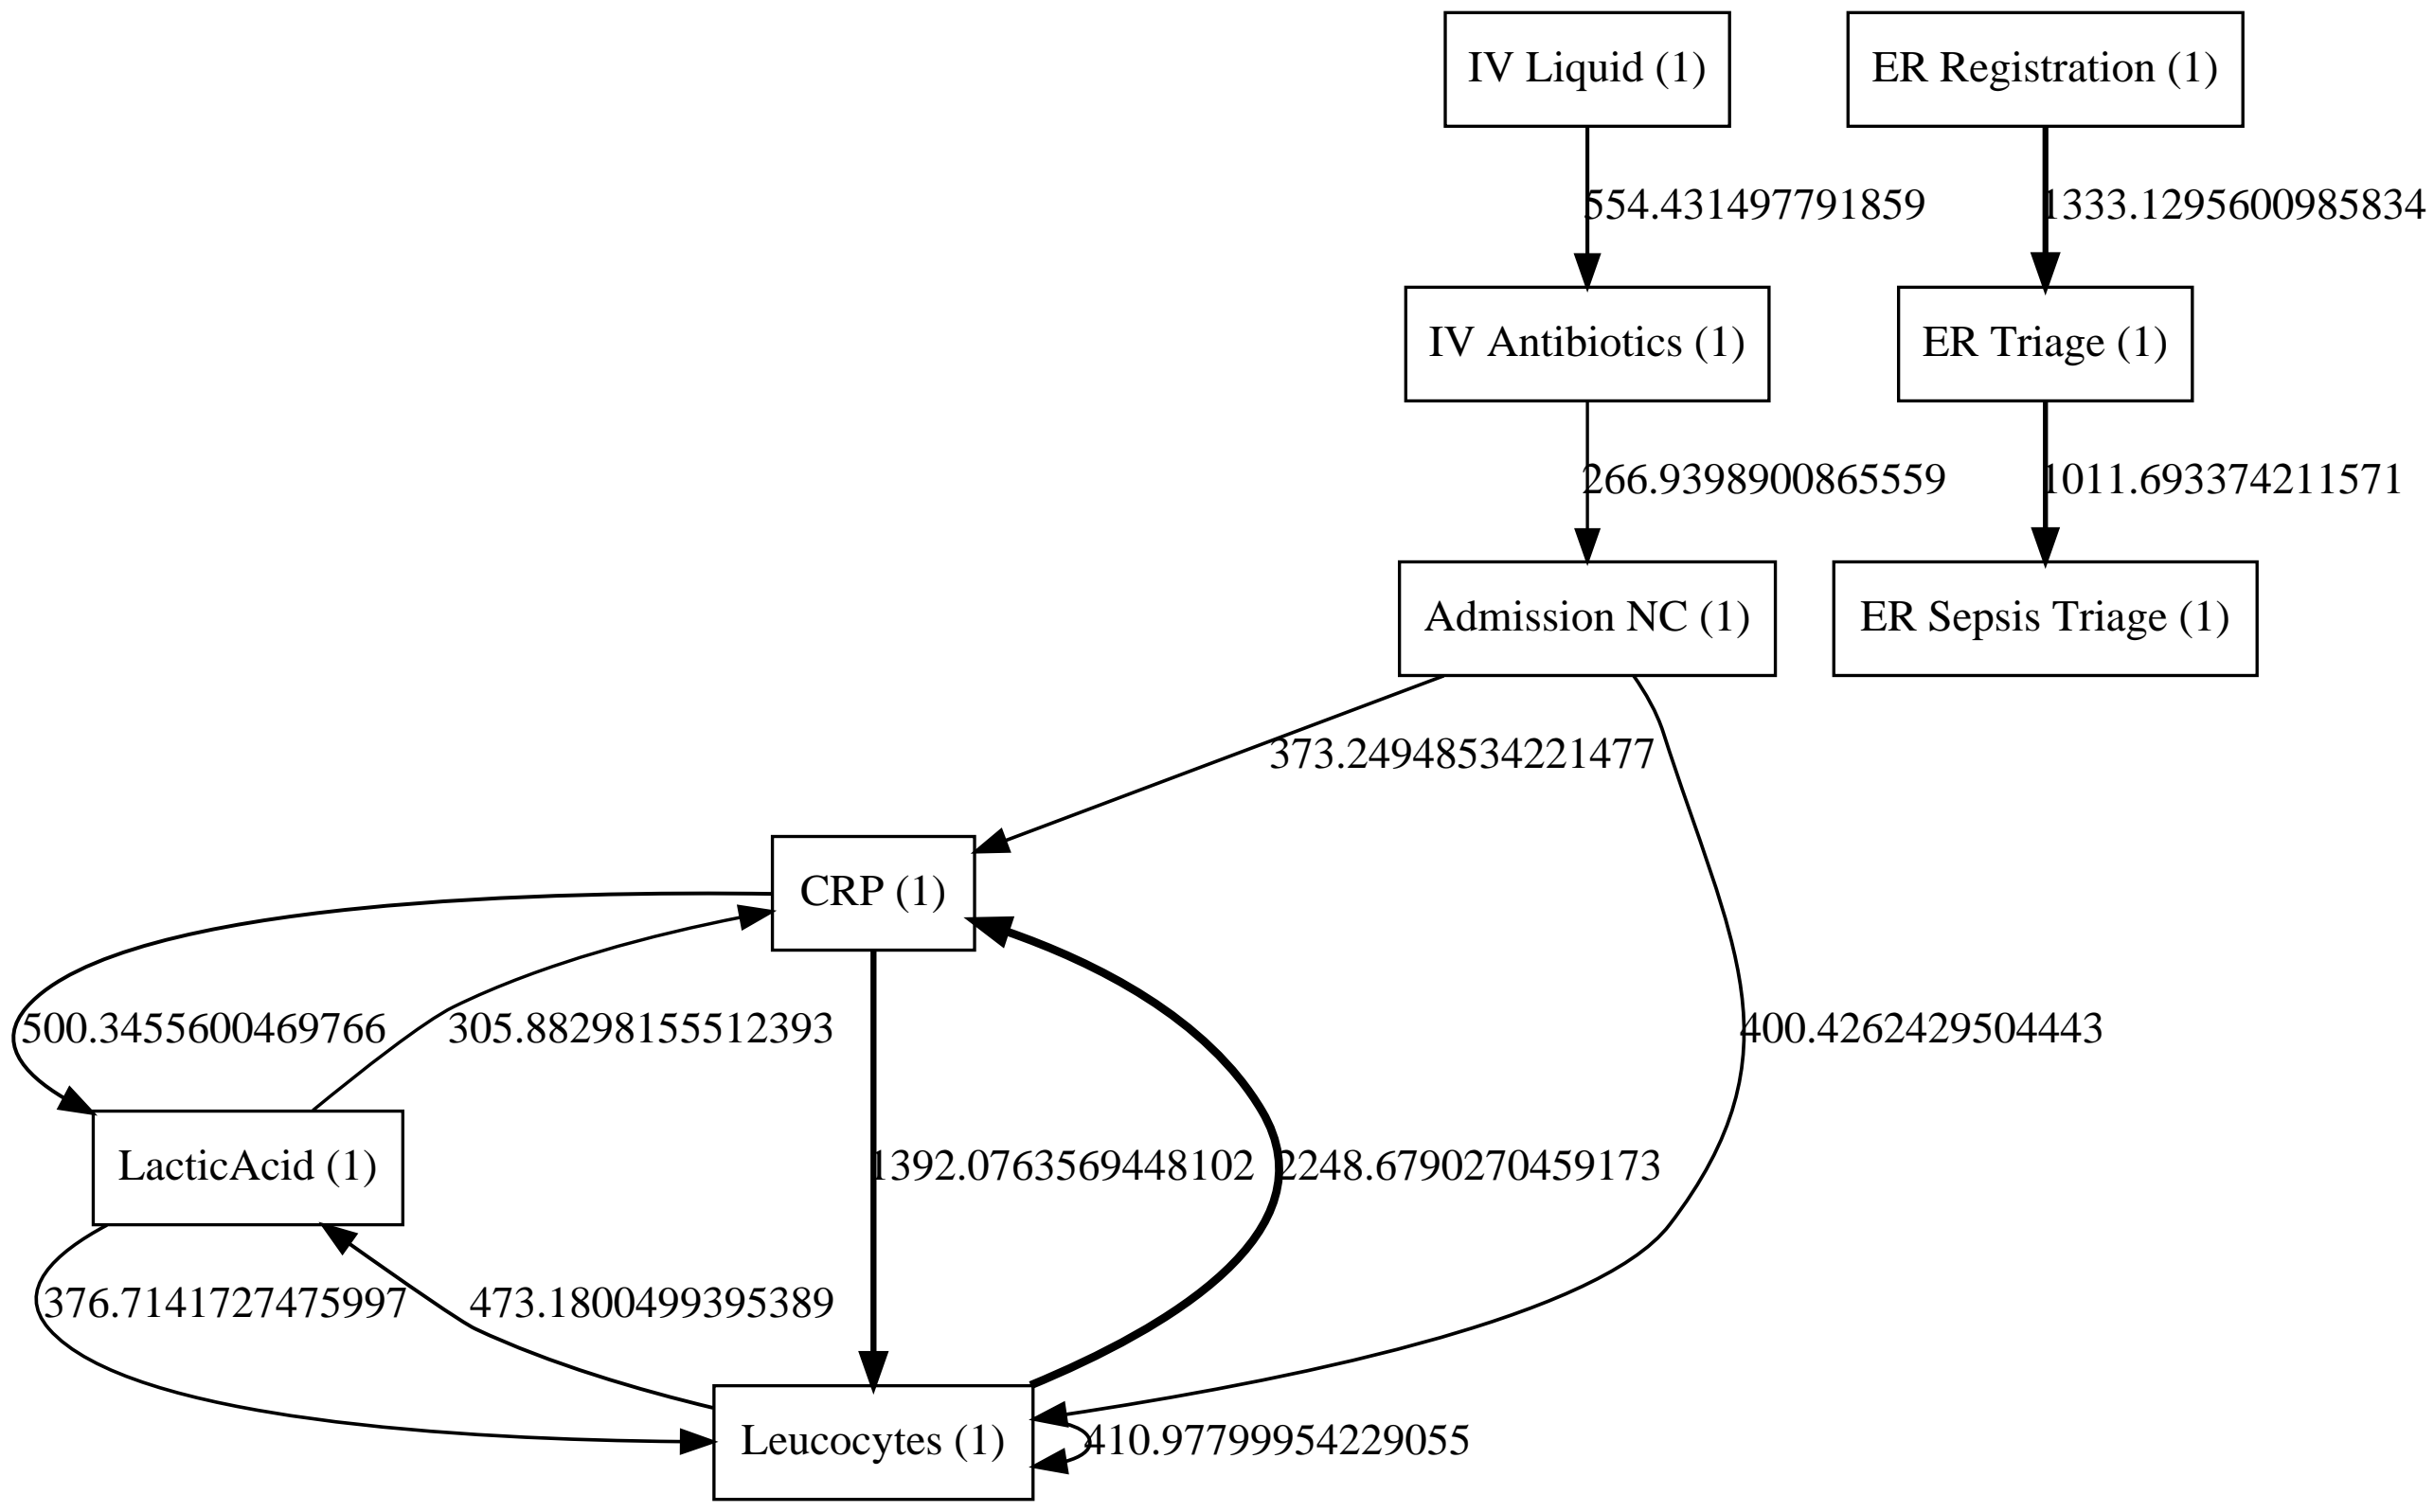 IV Liquid (1)
ER Registration (1)
554.431497791859
1333.1295600985834
IV Antibiotics (1)
ER Triage (1)
266.9398900865559
1011.693374211571
Admission NC (1)
ER Sepsis Triage (1)
373.24948534221477
CRP (1)
500.3455600469766
305.88298155512393
400.4262429504443
LacticAcid (1)
1392.0763569448102
2248.6790270459173
376.7141727475997
473.1800499395389
Leucocytes (1)
410.97799954229055